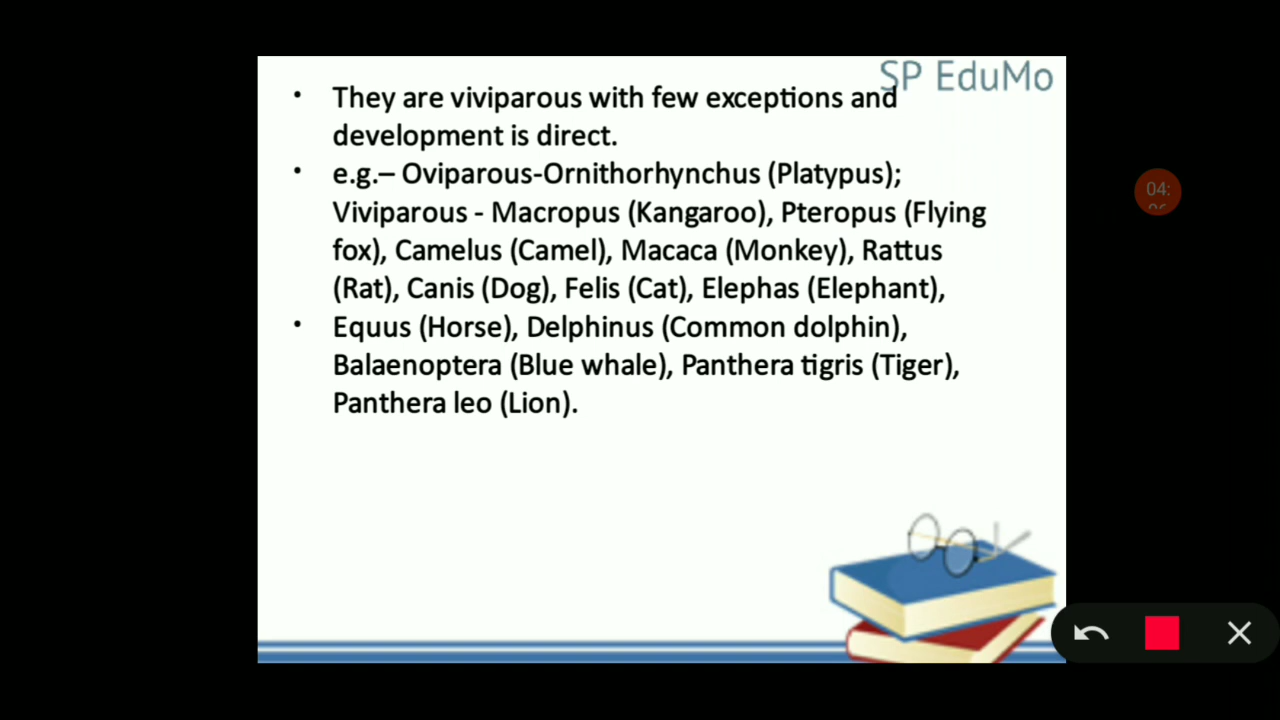 SP EduMo
• They are viviparous with few exceptions and
development is direct.
• e.g.– Oviparous-Ornithorhynchus (Platypus);
Viviparous - Macropus (Kangaroo), Pteropus (Flying
fox), Camelus (Camel), Macaca (Monkey), Rattus
(Rat), Canis (Dog), Felis (Cat), Elephas (Elephant),
• Equus (Horse), Delphinus (Common dolphin),
Balaenoptera (Blue whale), Panthera tigris (Tiger),
Panthera leo (Lion).
04: